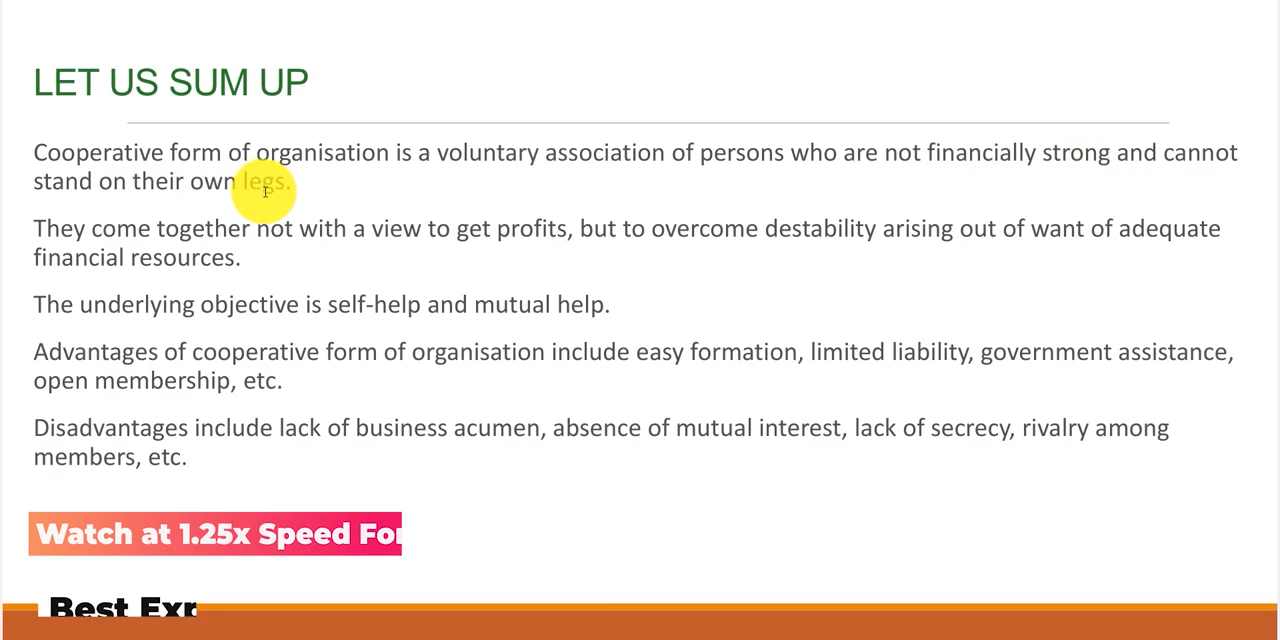 LET US SUM UP
Cooperative form of organisation is a voluntary association of persons who are not financially strong and cannot
stand on their own legs.
They come together not with a view to get profits, but to overcome destability arising out of want of adequate
financial resources.
The underlying objective is self-help and mutual help.
Advantages of cooperative form of organisation include easy formation, limited liability, government assistance,
open membership, etc.
Disadvantages include lack of business acumen, absence of mutual interest, lack of secrecy, rivalry among
members, etc.
Watch at 1.25x Speed For
Best